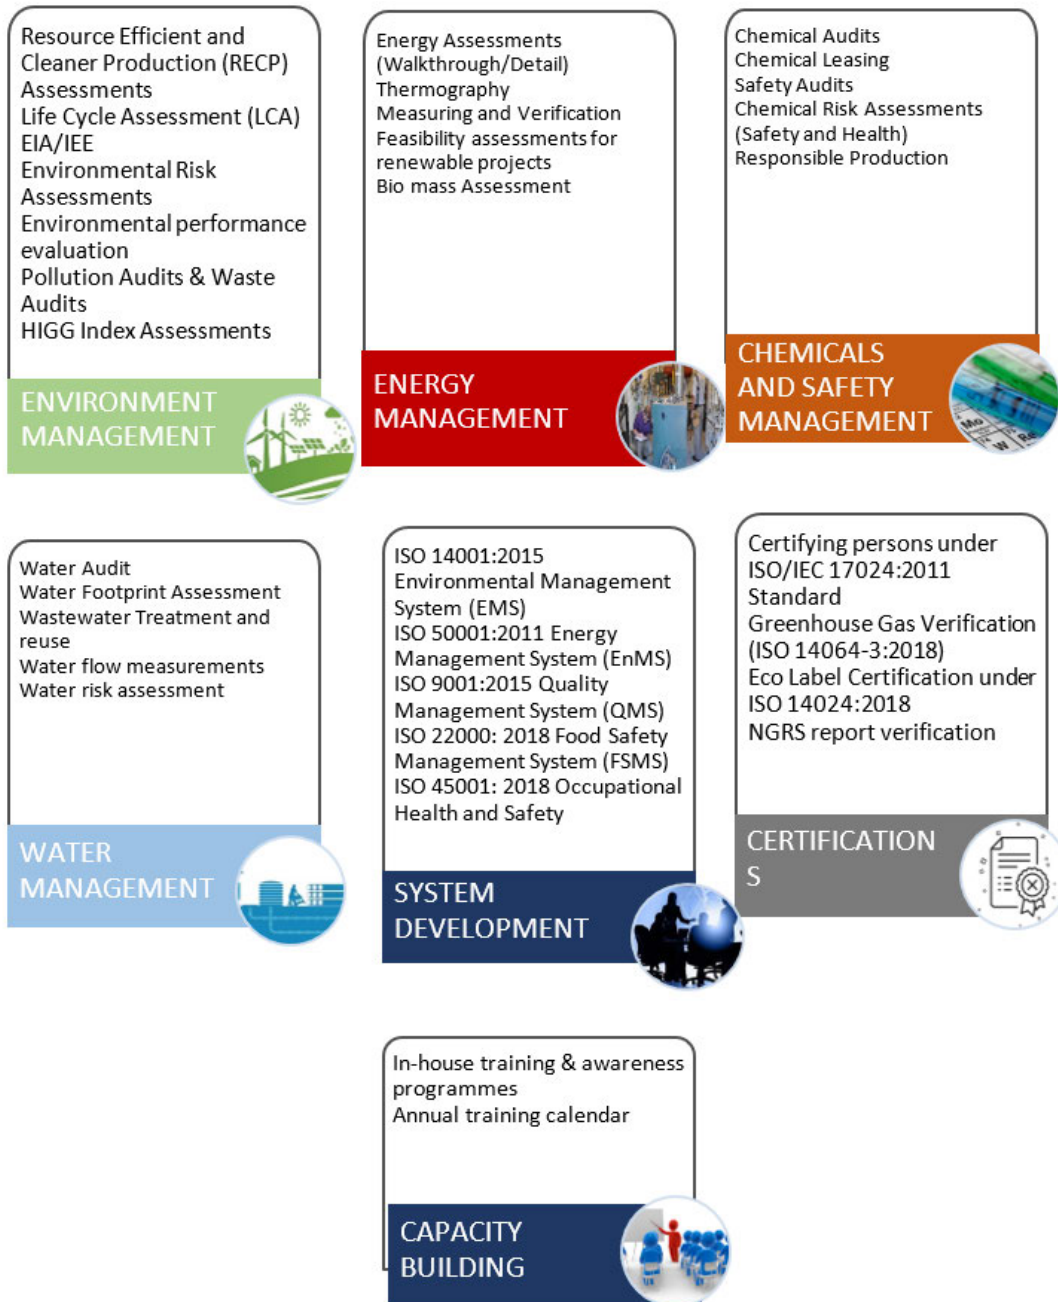 Resource Efficient and
Cleaner Production (RECP)
Assessments
Life Cycle Assessment (LCA)
EIA/IEE
Environmental Risk
Assessments
Environmental performance
evaluation
Pollution Audits & Waste
Audits
HIGG Index Assessments
ENVIRONMENT
MANAGEMENT
Energy Assessments
(Walkthrough/Detail)
Thermography
Measuring and Verification
Feasibility assessments for
renewable projects
Bio mass Assessment
ENERGY
MANAGEMENT
Chemical Audits
Chemical Leasing
Safety Audits
Chemical Risk Assessments
(Safety and Health)
Responsible Production
CHEMICALS
AND SAFETY
MANAGEMENT
Mo
W
Re
Water Audit
Water Footprint Assessment
Wastewater Treatment and
reuse
Water flow measurements
Water risk assessment
WATER
MANAGEMENT
ISO 14001:2015
Environmental Management
System (EMS)
ISO 50001:2011 Energy
Management System (EnMS)
ISO 9001:2015 Quality
Management System (QMS)
ISO 22000: 2018 Food Safety
Management System (FSMS)
ISO 45001: 2018 Occupational
Health and Safety
SYSTEM
DEVELOPMENT
Certifying persons under
ISO/IEC 17024:2011
Standard
Greenhouse Gas Verification
(ISO 14064-3:2018)
Eco Label Certification under
ISO 14024:2018
NGRS report verification
CERTIFICATION
S
In-house training & awareness
programmes
Annual training calendar
CAPACITY
BUILDING